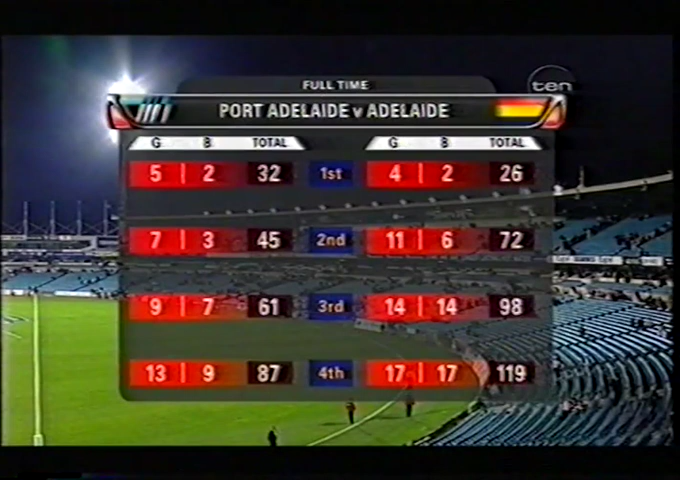 FULL TIME
ten
PORT ADELAIDE v ADELAIDE
G B TOTAL G B TOTAL
5 2 32 1st 4 2 26
7 3 45 2nd 11 6 72
9 7 61 3rd 14 14 98
13 9 87 4th 17 17 119